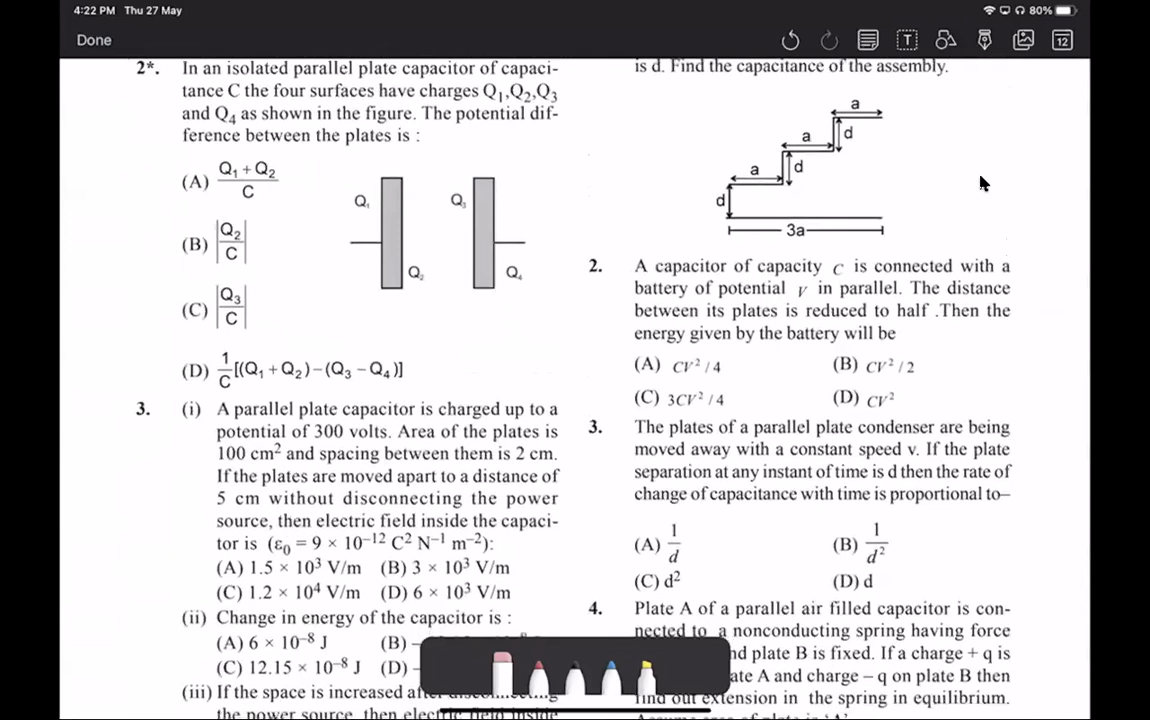 4:22 PM Thu 27 May
80%
Done
T
12
2*. In an isolated parallel plate capacitor of capaci-
tance C the four surfaces have charges Q₁,Q₂,Q₃
and Q₄ as shown in the figure. The potential dif-
ference between the plates is :
(A) (Q₁ + Q₂)/C
(B) |Q₂/C|
(C) |Q₃/C|
(D) 1/C[(Q₁ + Q₂) – (Q₃ – Q₄)]
Q₁
Q₃
Q₂
Q₄
3. (i) A parallel plate capacitor is charged up to a
potential of 300 volts. Area of the plates is
100 cm² and spacing between them is 2 cm.
If the plates are moved apart to a distance of
5 cm without disconnecting the power
source, then electric field inside the capaci-
tor is (ε₀ = 9 × 10⁻¹² C² N⁻¹ m⁻²):
(A) 1.5 × 10³ V/m (B) 3 × 10³ V/m
(C) 1.2 × 10⁴ V/m (D) 6 × 10³ V/m
(ii) Change in energy of the capacitor is :
(A) 6 × 10⁻⁸ J (B) –
(C) 12.15 × 10⁻⁸ J (D) –
(iii) If the space is increased
the power source, then electric field inside
is d. Find the capacitance of the assembly.
a
a
d
a
d
d
3a
2. A capacitor of capacity C is connected with a
battery of potential V in parallel. The distance
between its plates is reduced to half .Then the
energy given by the battery will be
(A) CV² / 4 (B) CV² / 2
(C) 3CV² / 4 (D) CV²
3. The plates of a parallel plate condenser are being
moved away with a constant speed v. If the plate
separation at any instant of time is d then the rate of
change of capacitance with time is proportional to–
(A) 1/d (B) 1/d²
(C) d² (D) d
4. Plate A of a parallel air filled capacitor is con-
nected to a nonconducting spring having force
plate B is fixed. If a charge + q is
A and charge – q on plate B then
find out extension in the spring in equilibrium.